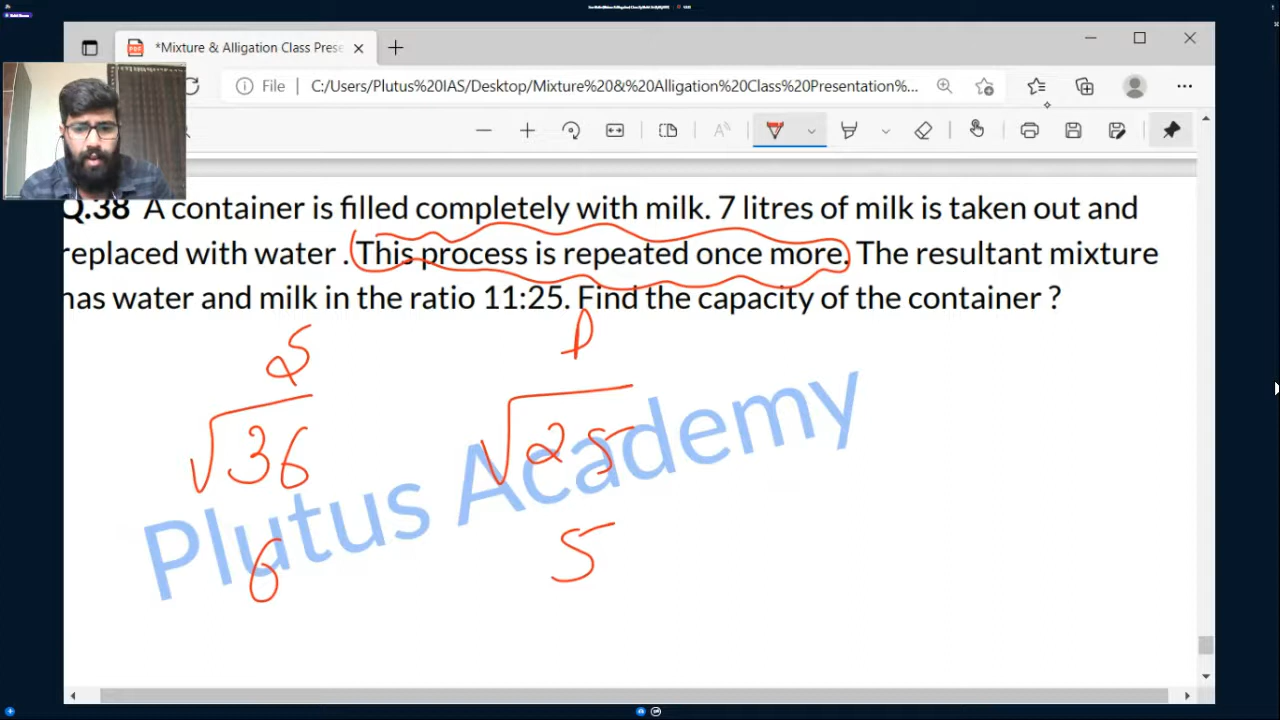 *Mixture & Alligation Class Prese
File C:/Users/Plutus%20IAS/Desktop/Mixture%20&%20Alligation%20Class%20Presentation%...
Q.38 A container is filled completely with milk. 7 litres of milk is taken out and
replaced with water . This process is repeated once more. The resultant mixture
has water and milk in the ratio 11:25. Find the capacity of the container ?
√36
√25
Plutus Academy
6
5